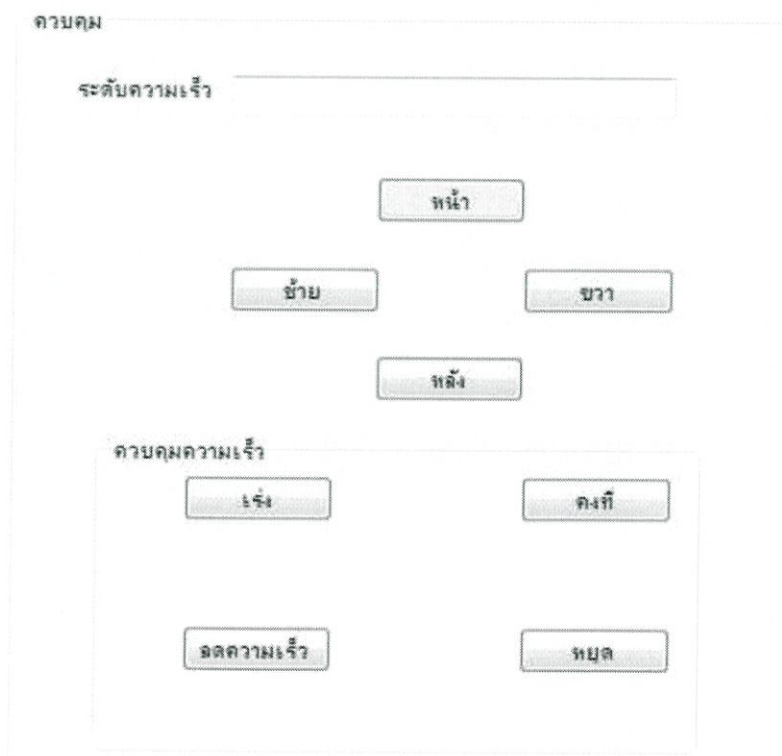 ควบคุม
ระดับความเร็ว
หน้า
ซ้าย ขวา
หลัง
ควบคุมความเร็ว
เร่ง คงที่
ลดความเร็ว หยุด